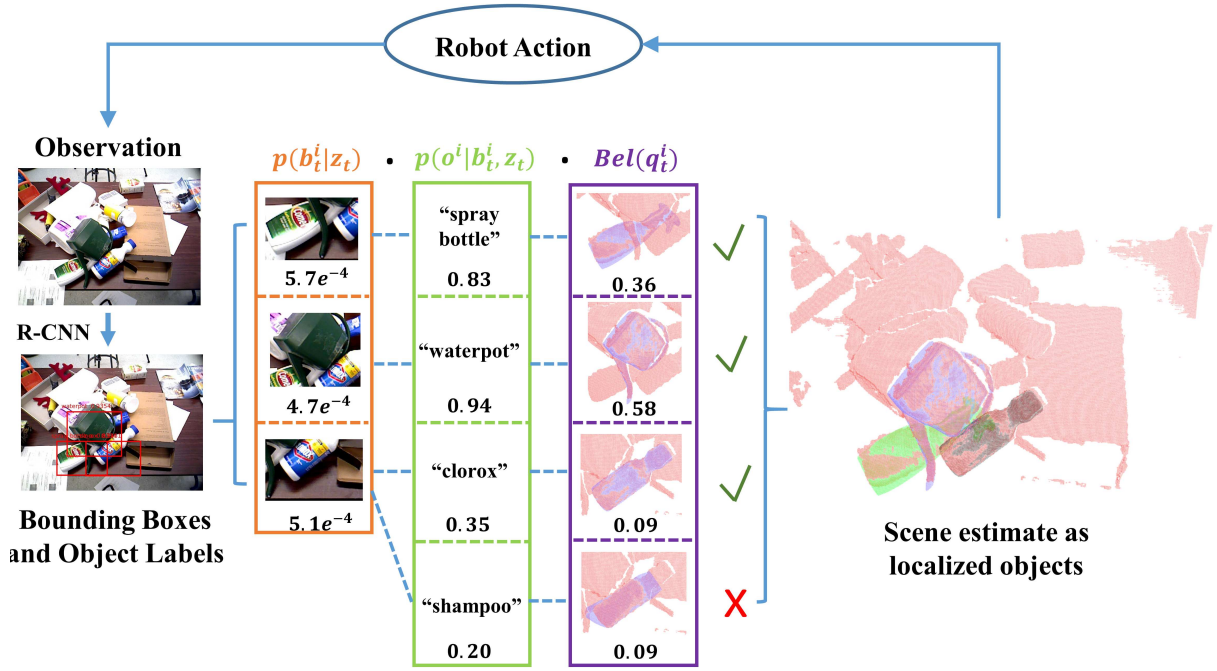 Robot Action
Observation
R-CNN
Bounding Boxes
and Object Labels
p(b_t^i|z_t) · p(o^i|b_t^i, z_t) · Bel(q_t^i)
5.7e^{-4}
4.7e^{-4}
5.1e^{-4}
“spray
bottle”
0.83
“waterpot”
0.94
“clorox”
0.35
“shampoo”
0.20
0.36
0.58
0.09
0.09
X
Scene estimate as
localized objects